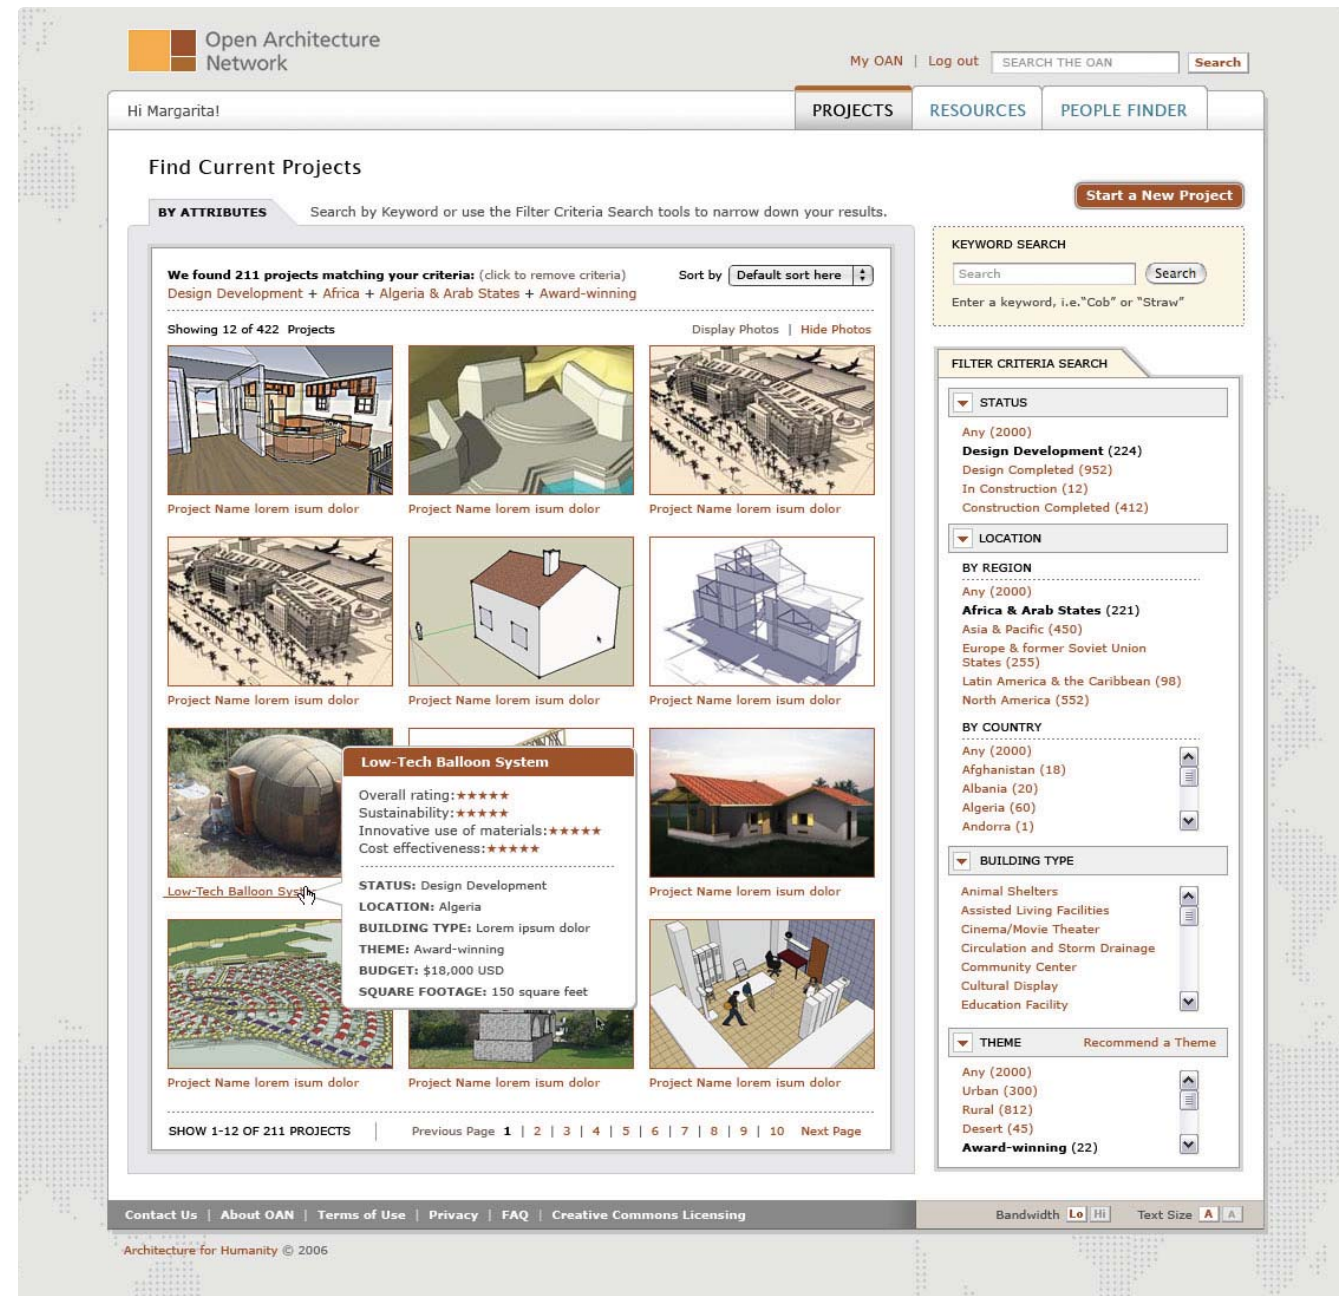 Open Architecture
Network
My OAN | Log out SEARCH THE OAN Search
Hi Margarita!
PROJECTS RESOURCES PEOPLE FINDER
Find Current Projects
Start a New Project
BY ATTRIBUTES Search by Keyword or use the Filter Criteria Search tools to narrow down your results.
We found 211 projects matching your criteria: (click to remove criteria) Sort by Default sort here
Design Development + Africa + Algeria & Arab States + Award-winning
Showing 12 of 422 Projects Display Photos | Hide Photos
Project Name lorem isum dolor Project Name lorem isum dolor Project Name lorem isum dolor
Project Name lorem isum dolor Project Name lorem isum dolor Project Name lorem isum dolor
Low-Tech Balloon System
Overall rating:★★★★★
Sustainability:★★★★★
Innovative use of materials:★★★★★
Cost effectiveness:★★★★★
STATUS: Design Development
LOCATION: Algeria
BUILDING TYPE: Lorem ipsum dolor
THEME: Award-winning
BUDGET: $18,000 USD
SQUARE FOOTAGE: 150 square feet
Low-Tech Balloon Project Name lorem isum dolor
Project Name lorem isum dolor Project Name lorem isum dolor Project Name lorem isum dolor
SHOW 1-12 OF 211 PROJECTS Previous Page 1 | 2 | 3 | 4 | 5 | 6 | 7 | 8 | 9 | 10 Next Page
KEYWORD SEARCH
Search Search
Enter a keyword, i.e."Cob" or "Straw"
FILTER CRITERIA SEARCH
STATUS
Any (2000)
Design Development (224)
Design Completed (952)
In Construction (12)
Construction Completed (412)
LOCATION
BY REGION
Any (2000)
Africa & Arab States (221)
Asia & Pacific (450)
Europe & former Soviet Union
States (255)
Latin America & the Caribbean (98)
North America (552)
BY COUNTRY
Any (2000)
Afghanistan (18)
Albania (20)
Algeria (60)
Andorra (1)
BUILDING TYPE
Animal Shelters
Assisted Living Facilities
Cinema/Movie Theater
Circulation and Storm Drainage
Community Center
Cultural Display
Education Facility
THEME Recommend a Theme
Any (2000)
Urban (300)
Rural (812)
Desert (45)
Award-winning (22)
Contact Us | About OAN | Terms of Use | Privacy | FAQ | Creative Commons Licensing
Bandwidth Lo Hi Text Size A A
Architecture for Humanity © 2006